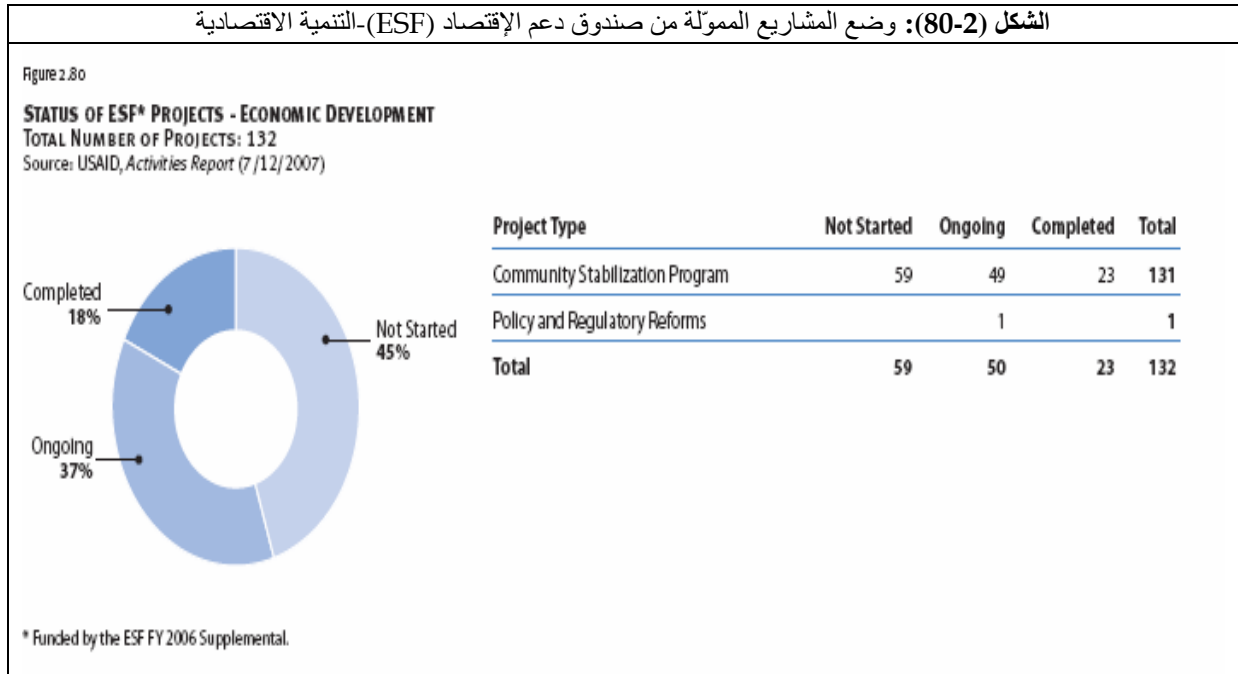 الشكل (2-80): وضع المشاريع المموّلة من صندوق دعم الإقتصاد (ESF)-التنمية الاقتصادية
Figure 2.80
STATUS OF ESF* PROJECTS - ECONOMIC DEVELOPMENT
TOTAL NUMBER OF PROJECTS: 132
Source: USAID, Activities Report (7/12/2007)
Project Type Not Started Ongoing Completed Total
Community Stabilization Program 59 49 23 131
Policy and Regulatory Reforms 1 1
Total 59 50 23 132
Completed
18%
Not Started
45%
Ongoing
37%
* Funded by the ESF FY 2006 Supplemental.